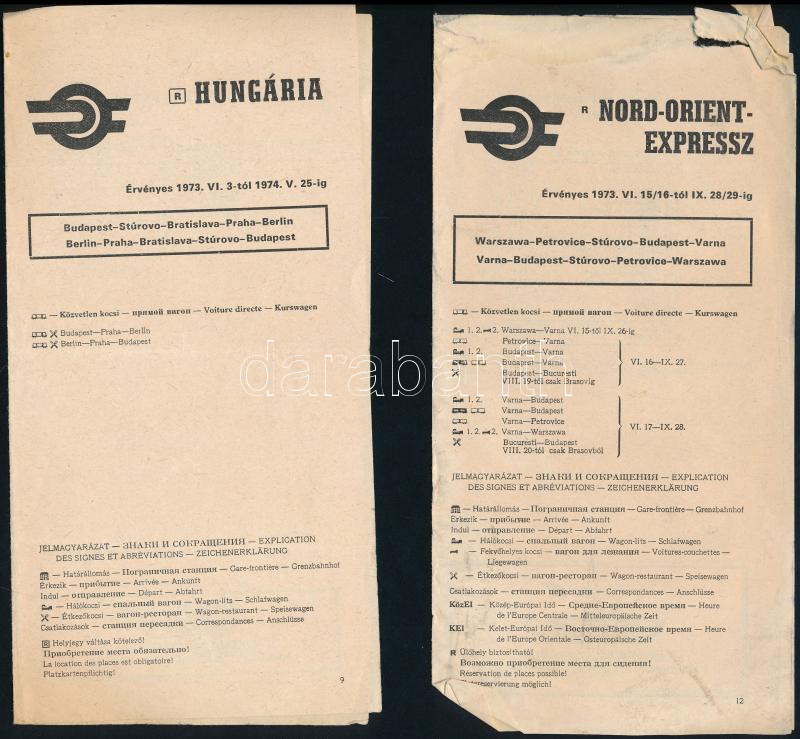 R HUNGÁRIA
Érvényes 1973. VI. 3-tól 1974. V. 25-ig
Budapest–Stúrovo–Bratislava–Praha–Berlin
Berlin–Praha–Bratislava–Stúrovo–Budapest
— Közvetlen kocsi — прямой вагон — Voiture directe — Kurswagen
Budapest—Praha—Berlin
Berlin—Praha—Budapest
JELMAGYARÁZAT — ЗНАКИ И СОКРАЩЕНИЯ — EXPLICATION
DES SIGNES ET ABRÉVIATIONS — ZEICHENERKLÄRUNG
— Határállomás — Пограничная станция — Gare-frontière — Grenzbahnhof
Érkezik — прибытие — Arrivée — Ankunft
Indul — отправление — Départ — Abfahrt
— Hálókocsi — спальный вагон — Wagon-lits — Schlafwagen
— Étkezőkocsi — вагон-ресторан — Wagon-restaurant — Speisewagen
Csatlakozások — станция пересадки — Correspondances — Anschlüsse
R Helyjegy váltása kötelező!
Приобретение места обязательно!
La location des places est obligatoire!
Platzkartenpflichtig!
9
R NORD-ORIENT-
EXPRESSZ
Érvényes 1973. VI. 15/16-tól IX. 28/29-ig
Warszawa–Petrovice–Stúrovo–Budapest–Varna
Varna–Budapest–Stúrovo–Petrovice–Warszawa
— Közvetlen kocsi — прямой вагон — Voiture directe — Kurswagen
1. 2. 2. Warszawa—Varna VI. 15-től IX. 26-ig
Petrovice—Varna
1. 2. Budapest—Varna
Budapest—Varna
Budapest—Bucuresti
VIII. 19-től csak Brasovig
VI. 16—IX. 27.
1. 2. Varna—Budapest
Varna—Budapest
Varna—Petrovice
1. 2. 2. Varna—Warszawa
Bucuresti—Budapest
VIII. 20-tól csak Brasovból
VI. 17—IX. 28.
JELMAGYARÁZAT — ЗНАКИ И СОКРАЩЕНИЯ — EXPLICATION
DES SIGNES ET ABRÉVIATIONS — ZEICHENERKLÄRUNG
— Határállomás — Пограничная станция — Gare-frontière — Grenzbahnhof
Érkezik — прибытие — Arrivée — Ankunft
Indul — отправление — Départ — Abfahrt
— Hálókocsi — спальный вагон — Wagon-lits — Schlafwagen
— Fekvőhelyes kocsi — вагон для лежания — Voitures-couchettes —
Liegewagen
— Étkezőkocsi — вагон-ресторан — Wagon-restaurant — Speisewagen
Csatlakozások — станция пересадки — Correspondances — Anschlüsse
KözEI — Közép-Európai Idő — Средне-Европейское время — Heure
de l'Europe Centrale — Mitteleuropäische Zeit
KEI — Kelet-Európai Idő — Восточно-Европейское время — Heure
de l'Europe Orientale — Osteuropäische Zeit
R Ülőhely biztosítható!
Возможно приобретение места для сидения!
Réservation de places possible!
möglich!
12
darabanth.com